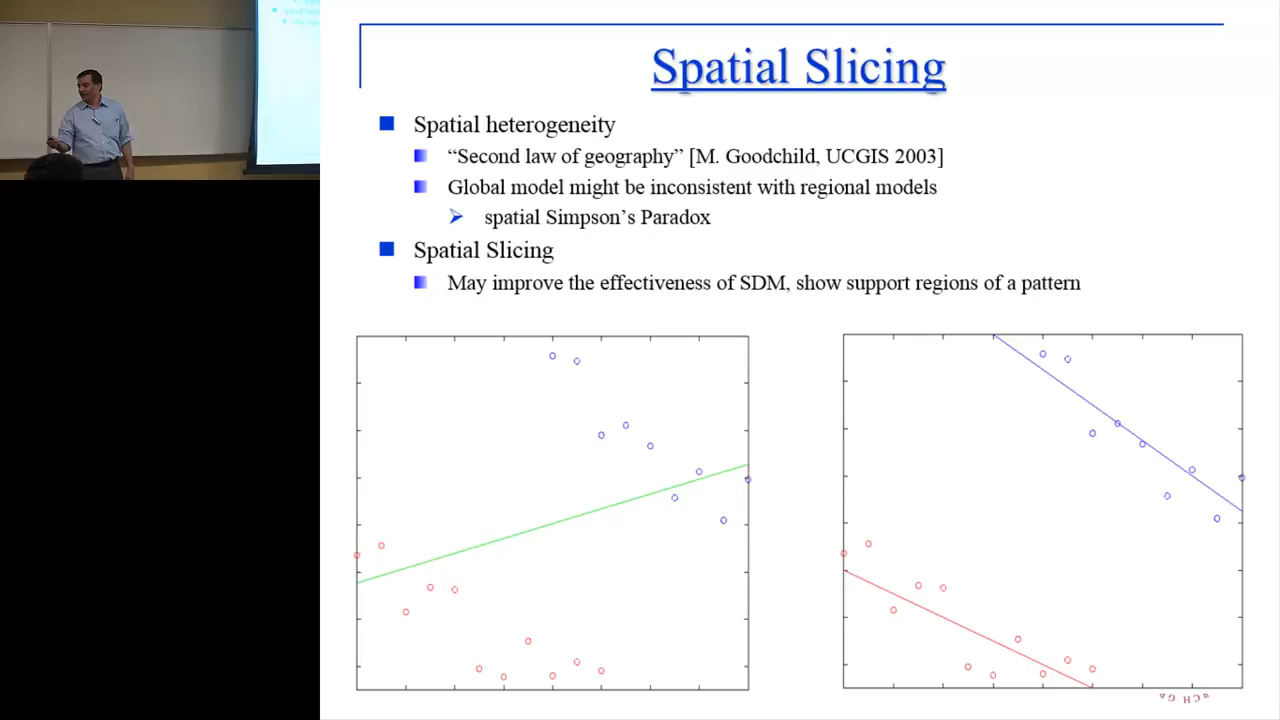 Spatial Slicing
Spatial heterogeneity
“Second law of geography” [M. Goodchild, UCGIS 2003]
Global model might be inconsistent with regional models
spatial Simpson’s Paradox
Spatial Slicing
May improve the effectiveness of SDM, show support regions of a pattern